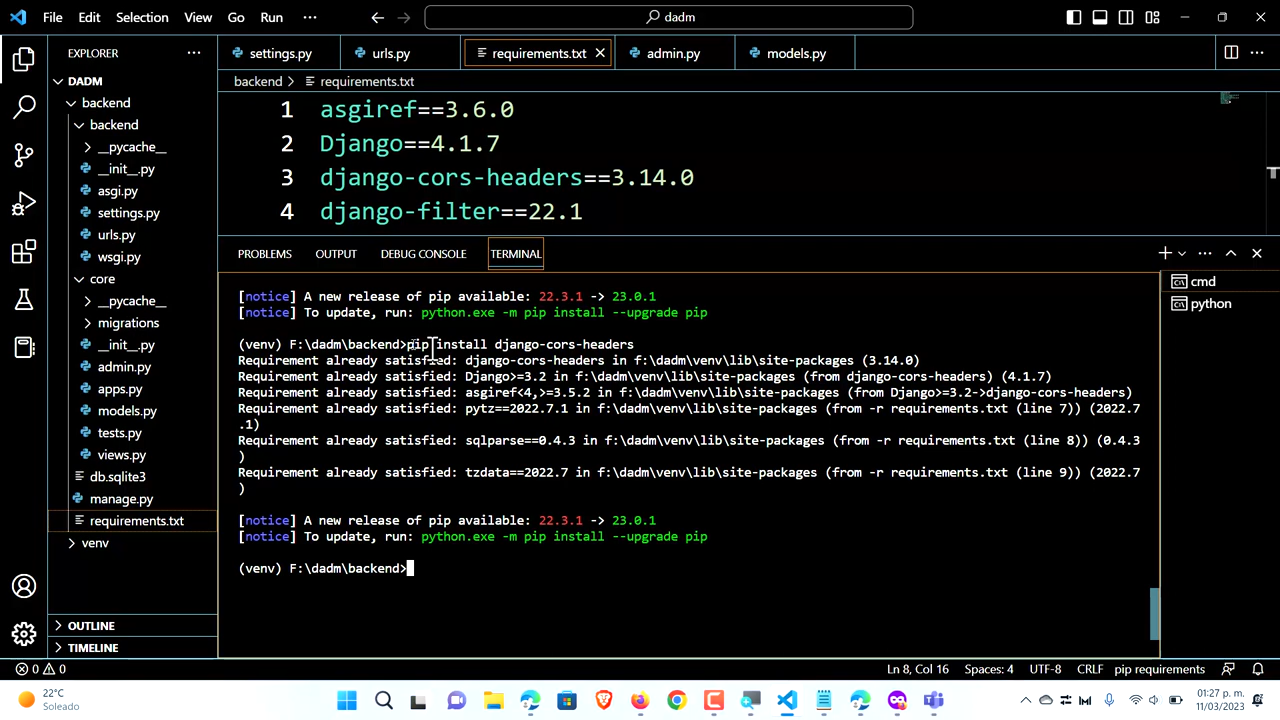 File Edit Selection View Go Run ··· dadm
EXPLORER ···
settings.py urls.py requirements.txt admin.py models.py
DADM
backend > requirements.txt
backend
backend
__pycache__
__init__.py
asgi.py
settings.py
urls.py
wsgi.py
core
__pycache__
migrations
__init__.py
admin.py
apps.py
models.py
tests.py
views.py
db.sqlite3
manage.py
requirements.txt
venv
OUTLINE
TIMELINE
1 asgiref==3.6.0
2 Django==4.1.7
3 django-cors-headers==3.14.0
4 django-filter==22.1
PROBLEMS OUTPUT DEBUG CONSOLE TERMINAL
cmd
python
[notice] A new release of pip available: 22.3.1 -> 23.0.1
[notice] To update, run: python.exe -m pip install --upgrade pip
(venv) F:\dadm\backend>pip install django-cors-headers
Requirement already satisfied: django-cors-headers in f:\dadm\venv\lib\site-packages (3.14.0)
Requirement already satisfied: Django>=3.2 in f:\dadm\venv\lib\site-packages (from django-cors-headers) (4.1.7)
Requirement already satisfied: asgiref<4,>=3.5.2 in f:\dadm\venv\lib\site-packages (from Django>=3.2->django-cors-headers)
Requirement already satisfied: pytz==2022.7.1 in f:\dadm\venv\lib\site-packages (from -r requirements.txt (line 7)) (2022.7
.1)
Requirement already satisfied: sqlparse==0.4.3 in f:\dadm\venv\lib\site-packages (from -r requirements.txt (line 8)) (0.4.3
)
Requirement already satisfied: tzdata==2022.7 in f:\dadm\venv\lib\site-packages (from -r requirements.txt (line 9)) (2022.7
)
[notice] A new release of pip available: 22.3.1 -> 23.0.1
[notice] To update, run: python.exe -m pip install --upgrade pip
(venv) F:\dadm\backend>
0 0 Ln 8, Col 16 Spaces: 4 UTF-8 CRLF pip requirements
22°C
Soleado
01:27 p. m.
11/03/2023